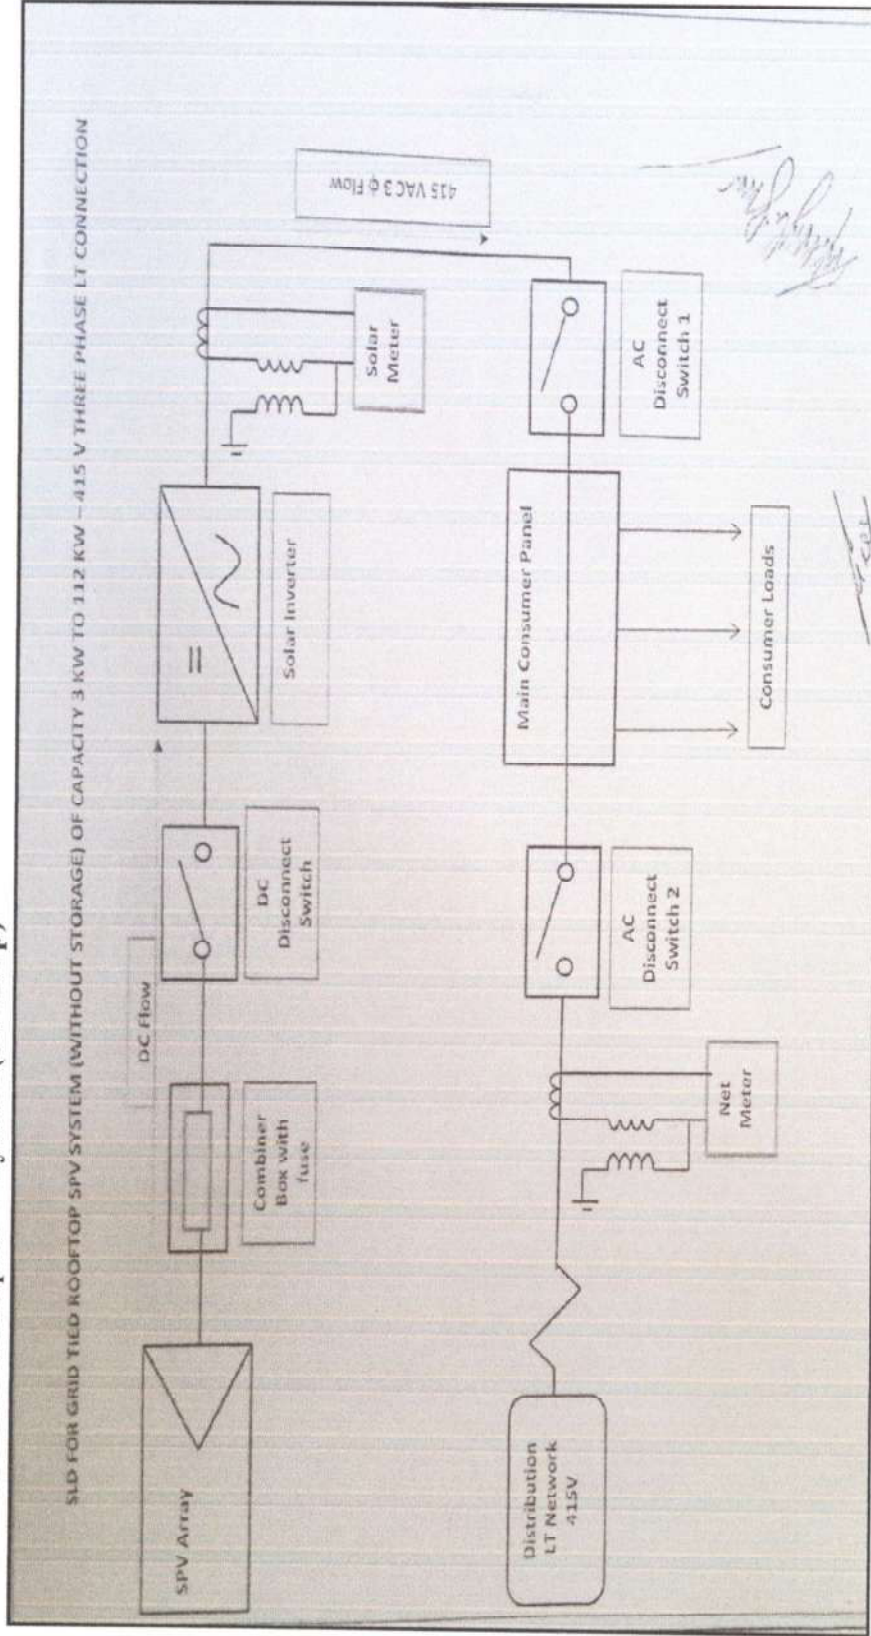 SLD FOR GRID TIED ROOFTOP SPV SYSTEM (WITHOUT STORAGE) OF CAPACITY 3 KW TO 112 KW - 415 V THREE PHASE LT CONNECTION
DC Flow
SPV Array
Combiner
Box with
fuse
DC
Disconnect
Switch
Solar Inverter
Solar
Meter
415 VAC 3 ϕ Flow
Distribution
LT Network
415V
Net
Meter
AC
Disconnect
Switch 2
Main Consumer Panel
Consumer Loads
AC
Disconnect
Switch 1